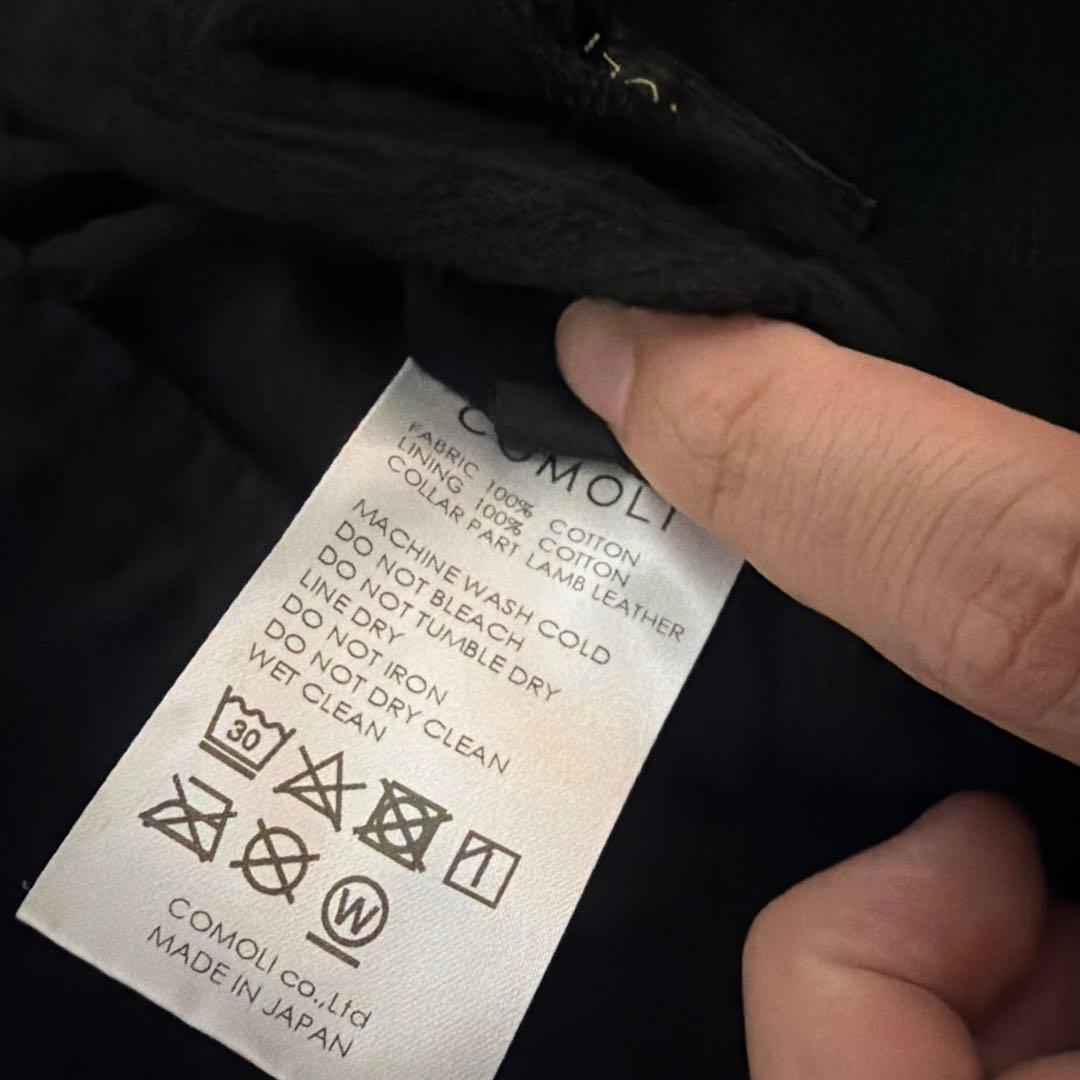 COMOLI
FABRIC 100% COTTON
LINING 100% COTTON
COLLAR PART LAMB LEATHER
MACHINE WASH COLD
DO NOT BLEACH
DO NOT TUMBLE DRY
LINE DRY
DO NOT IRON
DO NOT DRY CLEAN
WET CLEAN
30
W
COMOLI co.,Ltd
MADE IN JAPAN